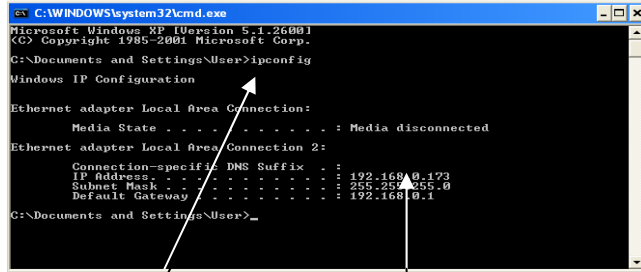 C:\WINDOWS\system32\cmd.exe
Microsoft Windows XP [Version 5.1.2600]
(C) Copyright 1985-2001 Microsoft Corp.
C:\Documents and Settings\User>ipconfig
Windows IP Configuration
Ethernet adapter Local Area Connection:
Media State . . . . . . . . . . . : Media disconnected
Ethernet adapter Local Area Connection 2:
Connection-specific DNS Suffix . :
IP Address. . . . . . . . . . . . : 192.168.0.173
Subnet Mask . . . . . . . . . . . : 255.255.255.0
Default Gateway . . . . . . . . . : 192.168.0.1
C:\Documents and Settings\User>_